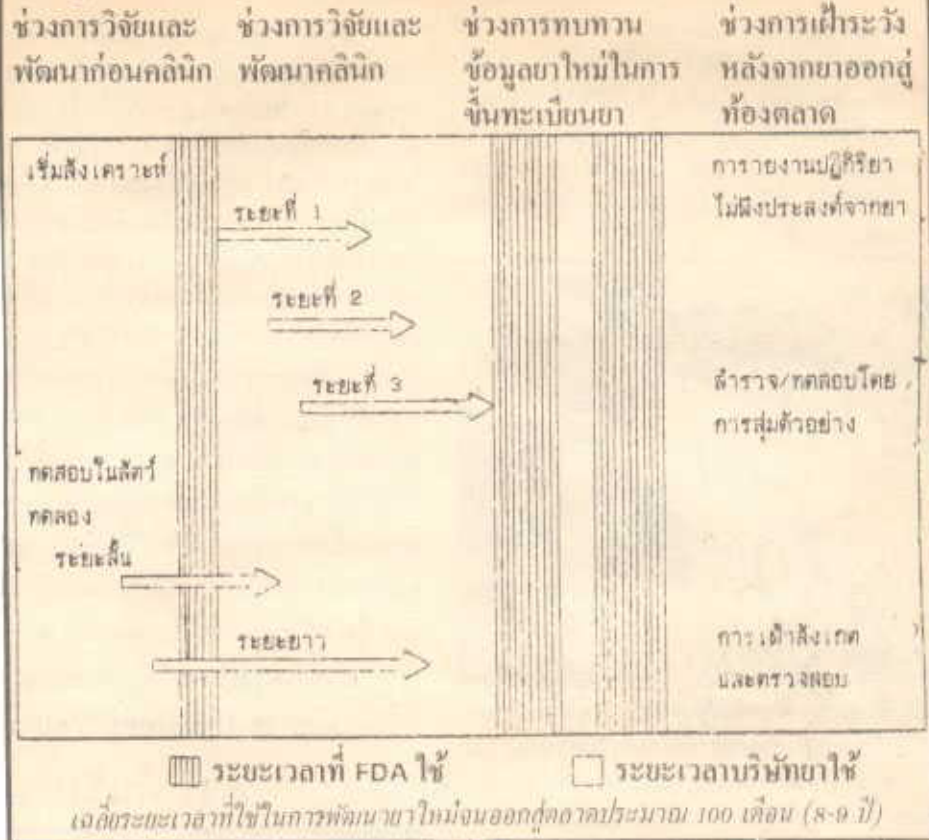 ช่วงการวิจัยและ
พัฒนาก่อนคลินิก
ช่วงการวิจัยและ
พัฒนาคลินิก
ช่วงการทบทวน
ข้อมูลยาใหม่ในการ
ขึ้นทะเบียนยา
ช่วงการเฝ้าระวัง
หลังจากยาออกสู่
ท้องตลาด
เริ่มสังเคราะห์
ระยะที่ 1
ระยะที่ 2
ระยะที่ 3
ทดสอบในสัตว์
ทดลอง
ระยะสั้น
ระยะยาว
การายงานปฏิกิริยา
ไม่พึงประสงค์จากยา
สำรวจ/ทดสอบโดย
การสุ่มตัวอย่าง
การเฝ้าสังเกต
และตรวจสอบ
ระยะเวลาที่ FDA ใช้
ระยะเวลาบริษัทยาใช้
เฉลี่ยระยะเวลาที่ใช้ในการพัฒนายาใหม่จนออกสู่ตลาดประมาณ 100 เดือน (8-9 ปี)